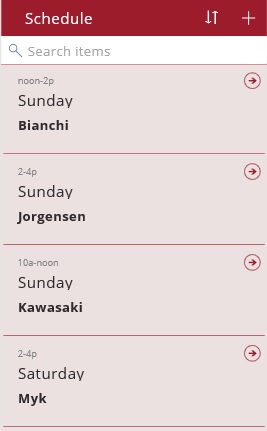 Schedule
Search items
noon-2p
Sunday
Bianchi
2-4p
Sunday
Jorgensen
10a-noon
Sunday
Kawasaki
2-4p
Saturday
Myk